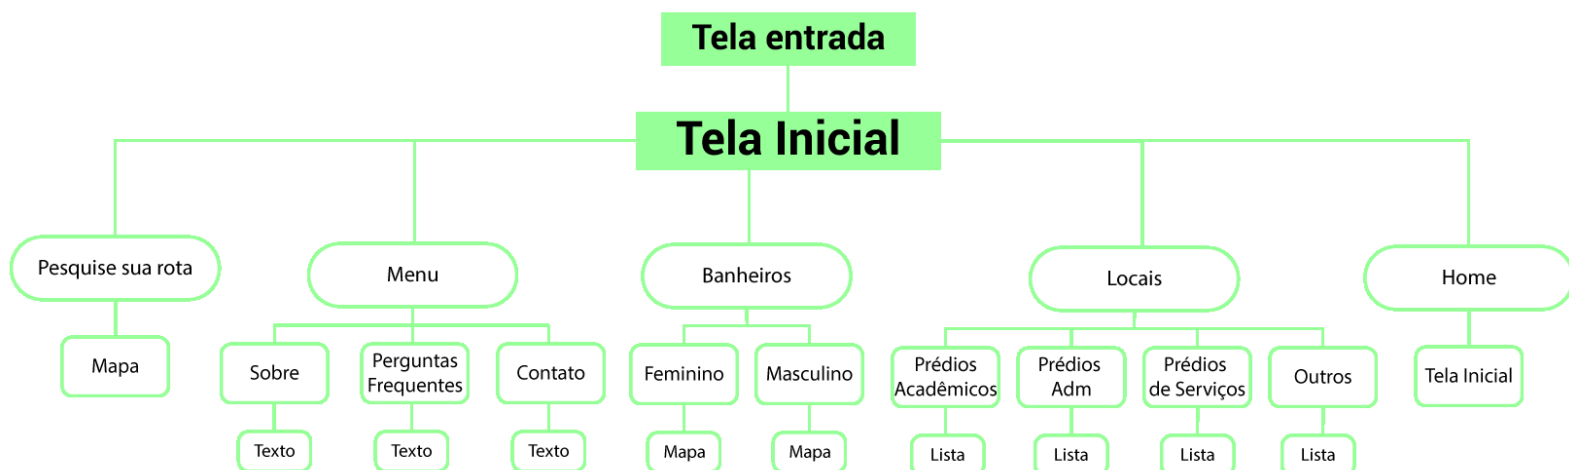 Tela entrada
Tela Inicial
Pesquise sua rota
Menu
Banheiros
Locais
Home
Mapa
Sobre
Perguntas
Frequentes
Contato
Feminino
Masculino
Prédios
Acadêmicos
Prédios
Adm
Prédios
de Serviços
Outros
Tela Inicial
Texto
Texto
Texto
Mapa
Mapa
Lista
Lista
Lista
Lista